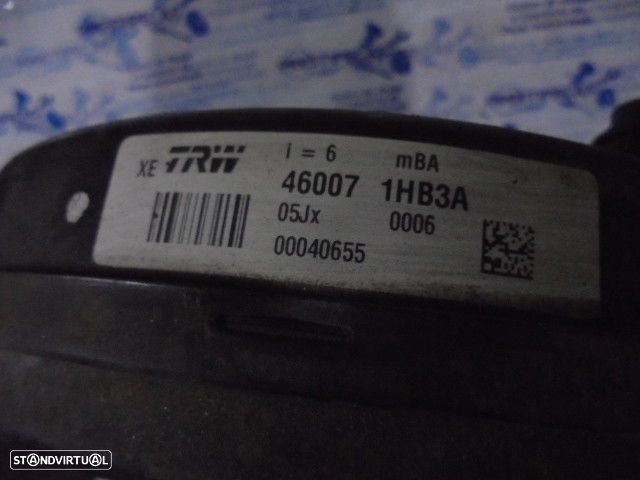 XE TRW i = 6 mBA
46007 1HB3A
05Jx 0006
00040655
STANDVIRTUAL